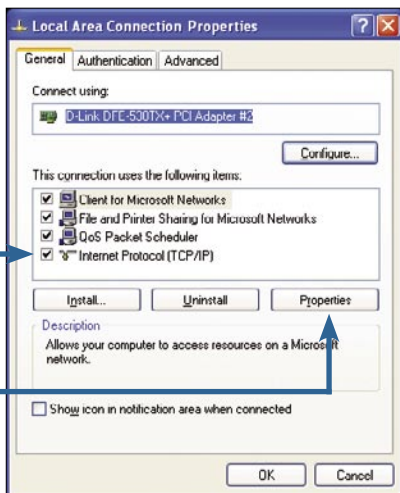 Local Area Connection Properties
General Authentication Advanced
Connect using:
D-Link DFE-530TX+ PCI Adapter #2
Configure...
This connection uses the following items:
Client for Microsoft Networks
File and Printer Sharing for Microsoft Networks
QoS Packet Scheduler
Internet Protocol (TCP/IP)
Install... Uninstall Properties
Description
Allows your computer to access resources on a Microsoft
network.
Show icon in notification area when connected
OK Cancel